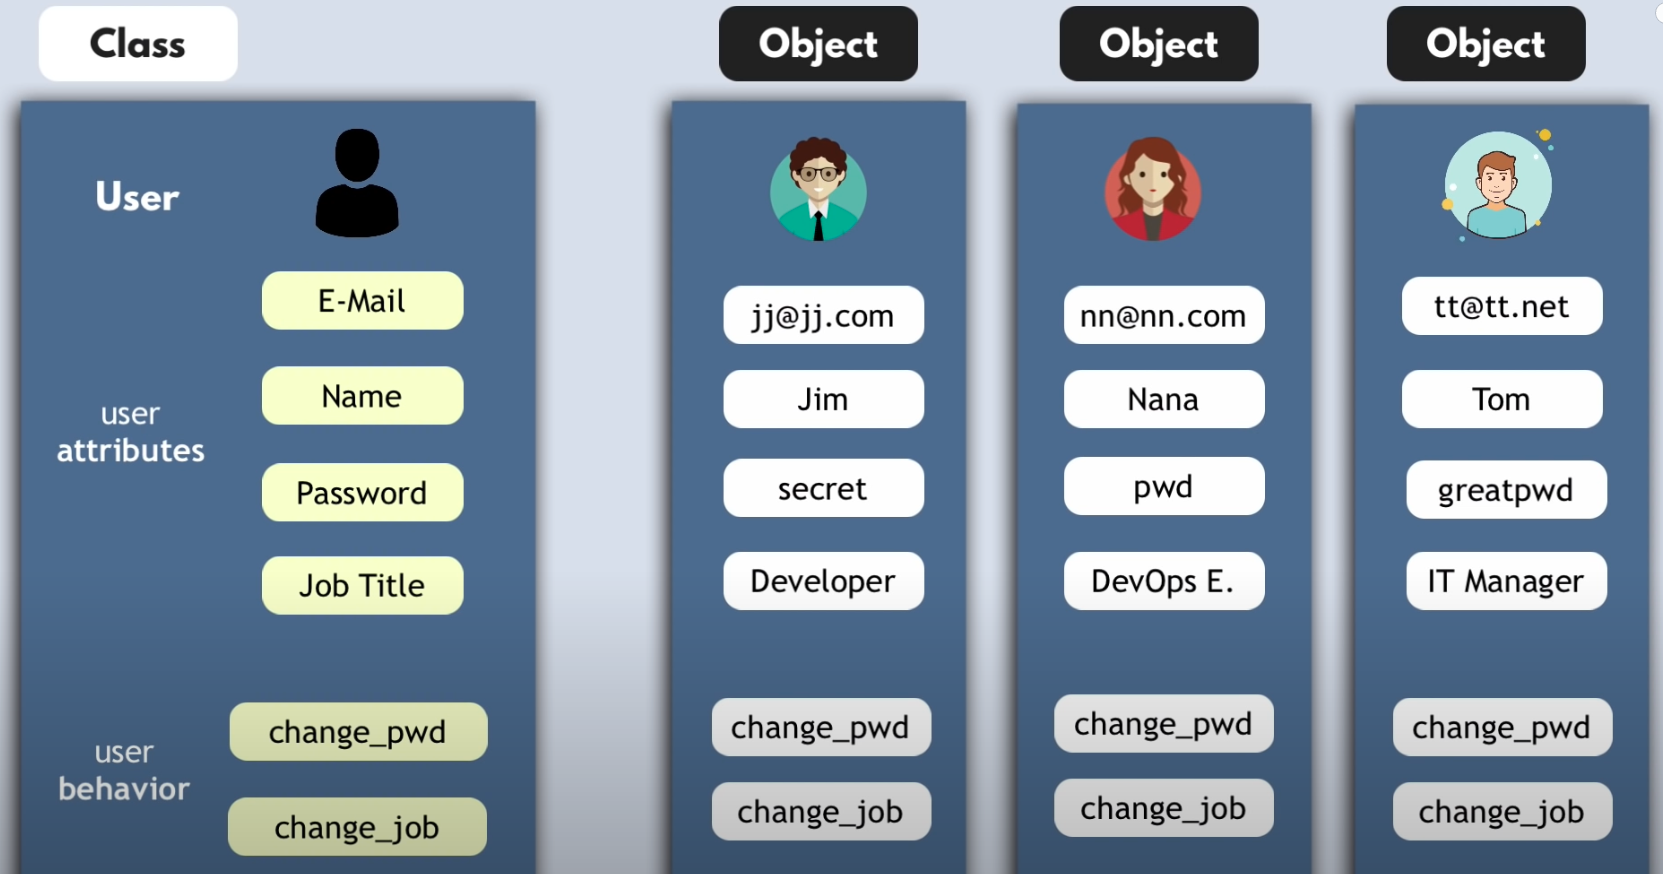 Class
User
E-Mail
Name
user
attributes
Password
Job Title
change_pwd
user
behavior
change_job
Object
jj@jj.com
Jim
secret
Developer
change_pwd
change_job
Object
nn@nn.com
Nana
pwd
DevOps E.
change_pwd
change_job
Object
tt@tt.net
Tom
greatpwd
IT Manager
change_pwd
change_job